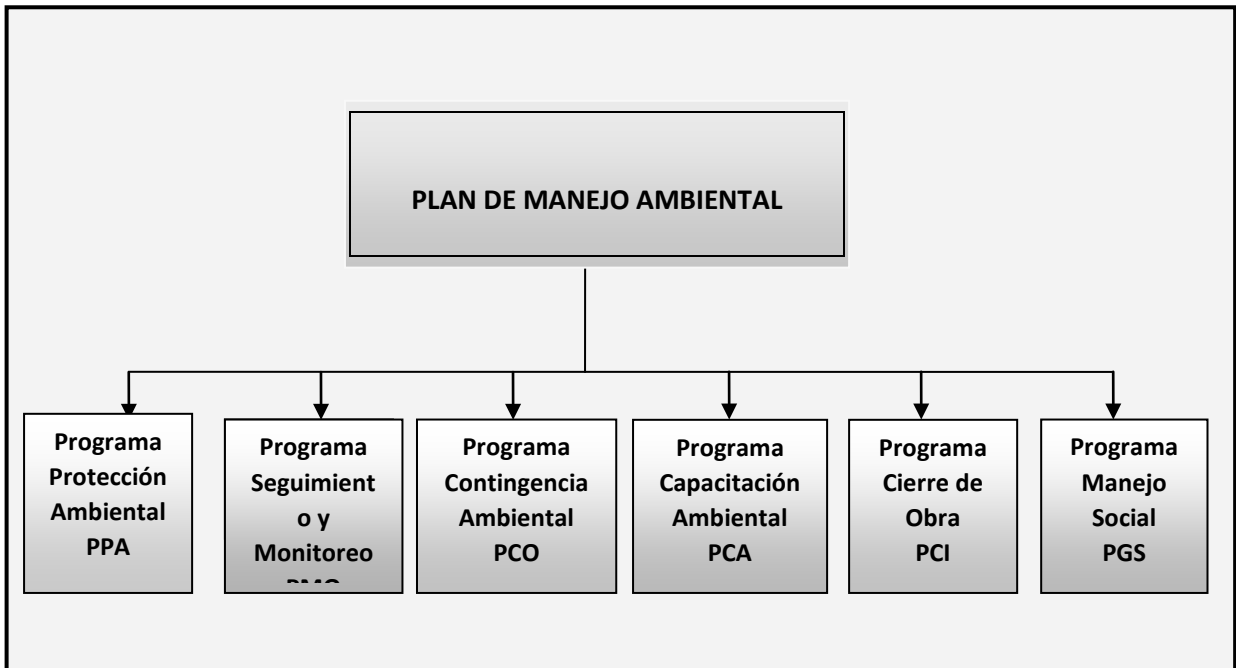 PLAN DE MANEJO AMBIENTAL
Programa
Protección
Ambiental
PPA
Programa
Seguimient
o y
Monitoreo
Programa
Contingencia
Ambiental
PCO
Programa
Capacitación
Ambiental
PCA
Programa
Cierre de
Obra
PCI
Programa
Manejo
Social
PGS